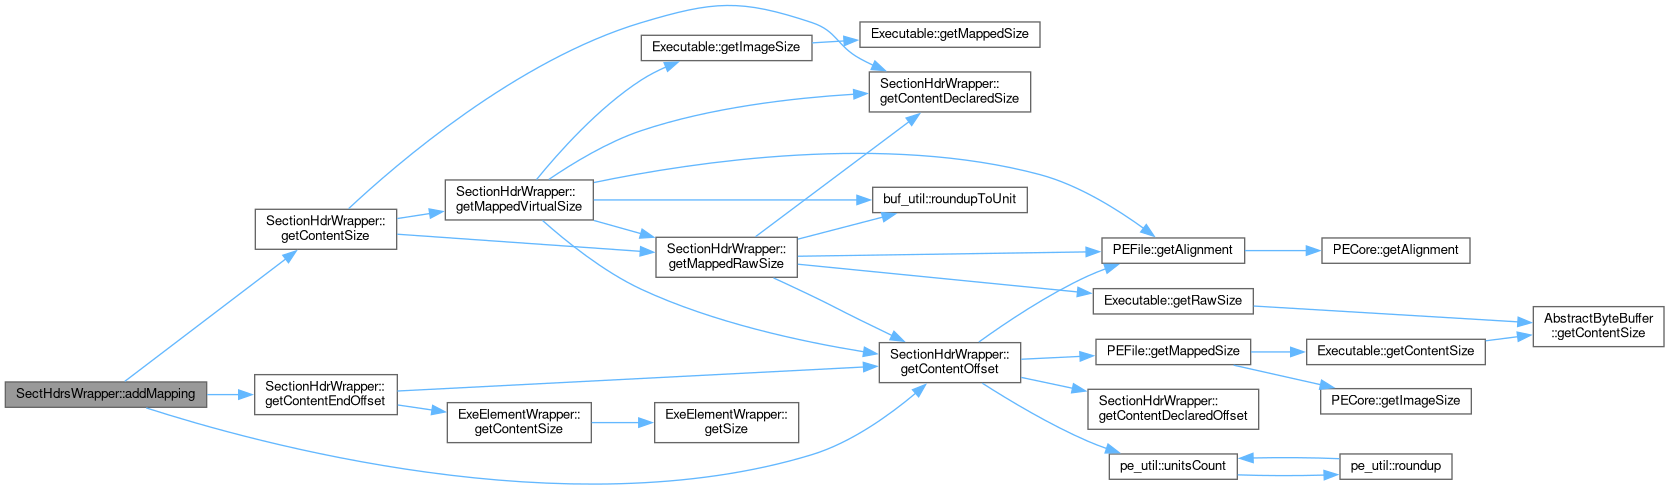 SectHdrsWrapper::addMapping
SectionHdrWrapper::
getContentSize
SectionHdrWrapper::
getContentEndOffset
SectionHdrWrapper::
getMappedVirtualSize
ExeElementWrapper::
getContentSize
Executable::getImageSize
SectionHdrWrapper::
getMappedRawSize
ExeElementWrapper::
getSize
Executable::getMappedSize
SectionHdrWrapper::
getContentDeclaredSize
buf_util::roundupToUnit
SectionHdrWrapper::
getContentOffset
PEFile::getAlignment
Executable::getRawSize
PEFile::getMappedSize
SectionHdrWrapper::
getContentDeclaredOffset
pe_util::unitsCount
PECore::getAlignment
Executable::getContentSize
PECore::getImageSize
pe_util::roundup
AbstractByteBuffer
::getContentSize